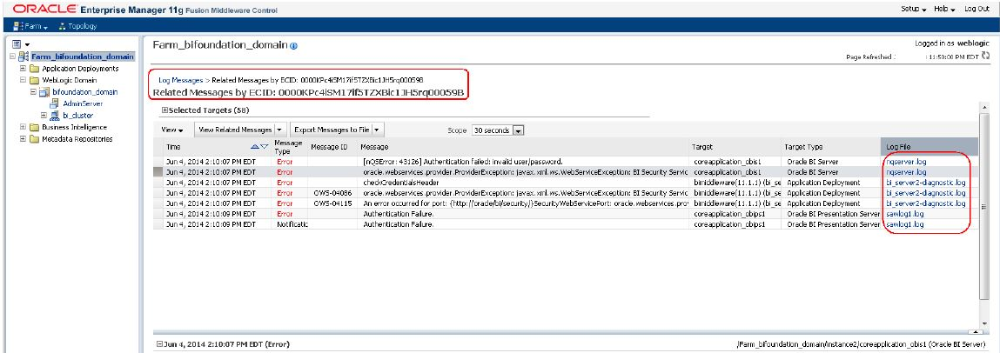 ORACLE Enterprise Manager 11g Fusion Middleware Control
Setup Help Log Out
Farm Topology
Farm_bifoundation_domain
Application Deployments
WebLogic Domain
bifoundation_domain
AdminServer
bi_cluster
Business Intelligence
Metadata Repositories
Farm_bifoundation_domain
Logged in as weblogic
Page Refreshed : : 11:50:00 PM EDT
Log Messages > Related Messages by ECID: 0000KPc4iSM17if5TZXBic1JH5rq00059B
Related Messages by ECID: 0000KPc4iSM17if5TZXBic1JH5rq00059B
Selected Targets (58)
View View Related Messages Export Messages to File Scope 30 seconds
Time Message Type Message ID Message Target Target Type Log File
Jun 4, 2014 2:10:07 PM EDT Error [nQSError: 43126] Authentication failed: invalid user/password. coreapplication_obis1 Oracle BI Server nqserver.log
Jun 4, 2014 2:10:07 PM EDT Error oracle.webservices.provider.ProviderException: javax.xml.ws.WebServiceException: BI Security Servic coreapplication_obis1 Oracle BI Server nqserver.log
Jun 4, 2014 2:10:07 PM EDT Error checkCredentialsHeader bimiddleware(11.1.1) (bi_se Application Deployment bi_server2-diagnostic.log
Jun 4, 2014 2:10:07 PM EDT Error OWS-04086 oracle.webservices.provider.ProviderException: javax.xml.ws.WebServiceException: BI Security Servic bimiddleware(11.1.1) (bi_se Application Deployment bi_server2-diagnostic.log
Jun 4, 2014 2:10:07 PM EDT Error OWS-04115 An error occurred for port: {http://oracle/bi/security/}SecurityWebServicePort: oracle.webservices.prov bimiddleware(11.1.1) (bi_se Application Deployment bi_server2-diagnostic.log
Jun 4, 2014 2:10:09 PM EDT Error Authentication Failure. coreapplication_obips1 Oracle BI Presentation Server sawlog1.log
Jun 4, 2014 2:10:09 PM EDT Notificatic Authentication Failure. coreapplication_obips1 Oracle BI Presentation Server sawlog1.log
Jun 4, 2014 2:10:07 PM EDT (Error) /Farm_bifoundation_domain/instance2/coreapplication_obis1 (Oracle BI Server)